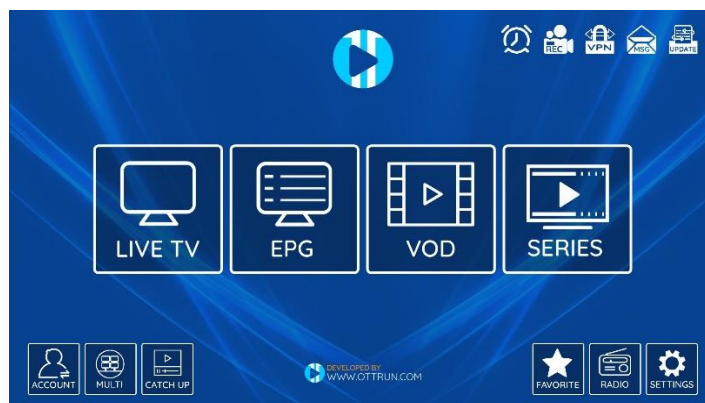 REC
VPN
MSG
UPDATE
LIVE TV
EPG
VOD
SERIES
ACCOUNT
MULTI
CATCH UP
DEVELOPED BY
WWW.OTTRUN.COM
FAVORITE
RADIO
SETTINGS